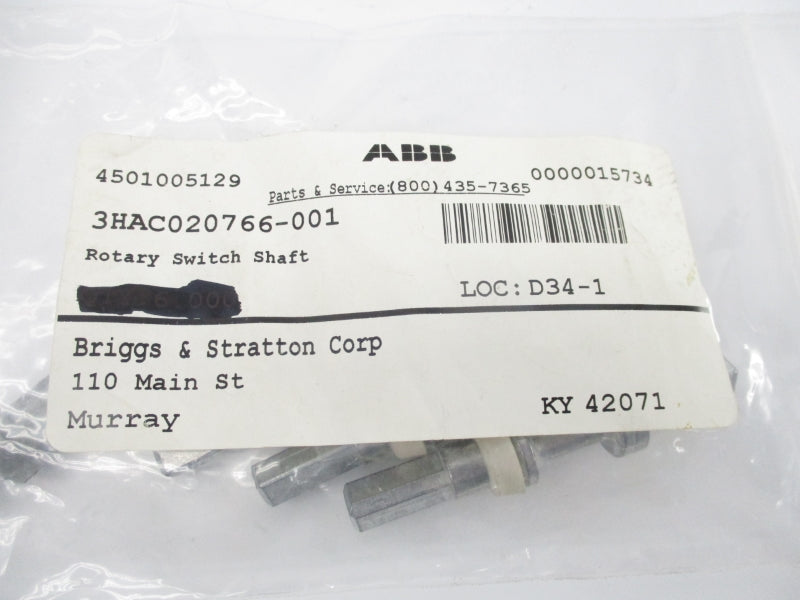 ABB
4501005129
0000015734
Parts & Service:(800)435-7365
3HAC020766-001
Rotary Switch Shaft
LOC: D34-1
Briggs & Stratton Corp
110 Main St
Murray
KY 42071